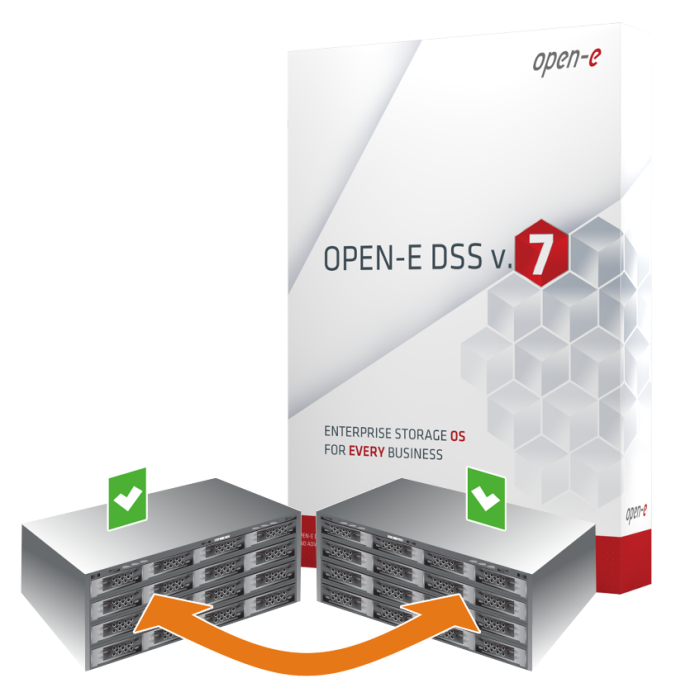 open-e
OPEN-E DSS v.7
ENTERPRISE STORAGE OS
FOR EVERY BUSINESS
open-e